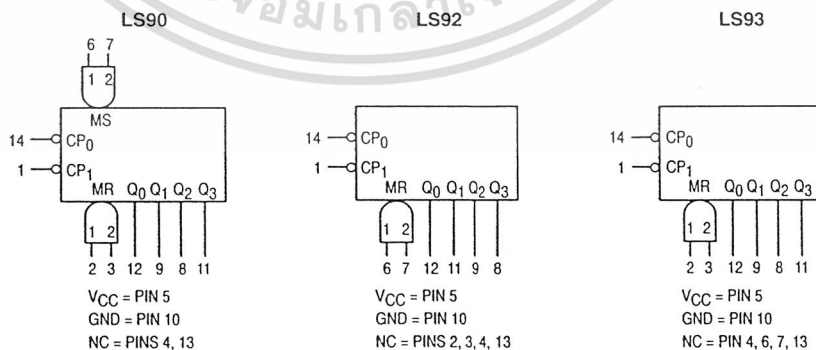 LS90
LS92
LS93
6 7
1 2
MS
14 CP0
1 CP1
MR Q0 Q1 Q2 Q3
1 2
2 3 12 9 8 11
VCC = PIN 5
GND = PIN 10
NC = PINS 4, 13
14 CP0
1 CP1
MR Q0 Q1 Q2 Q3
1 2
6 7 12 11 9 8
VCC = PIN 5
GND = PIN 10
NC = PINS 2, 3, 4, 13
14 CP0
1 CP1
MR Q0 Q1 Q2 Q3
1 2
2 3 12 9 8 11
VCC = PIN 5
GND = PIN 10
NC = PIN 4, 6, 7, 13